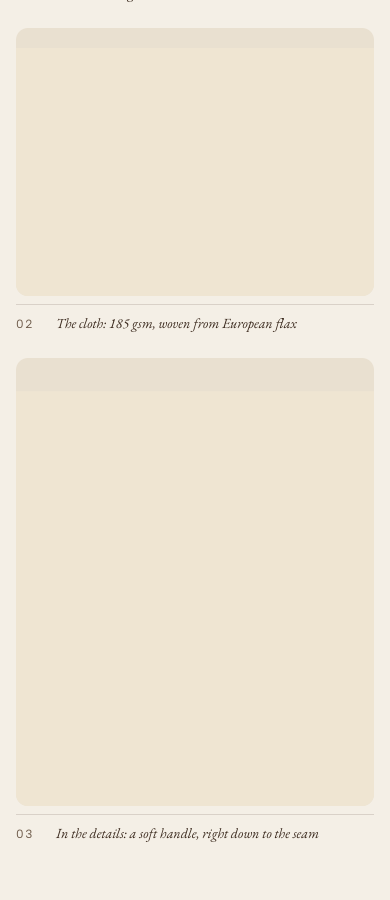 02 The cloth: 185 gsm, woven from European flax
03 In the details: a soft handle, right down to the seam